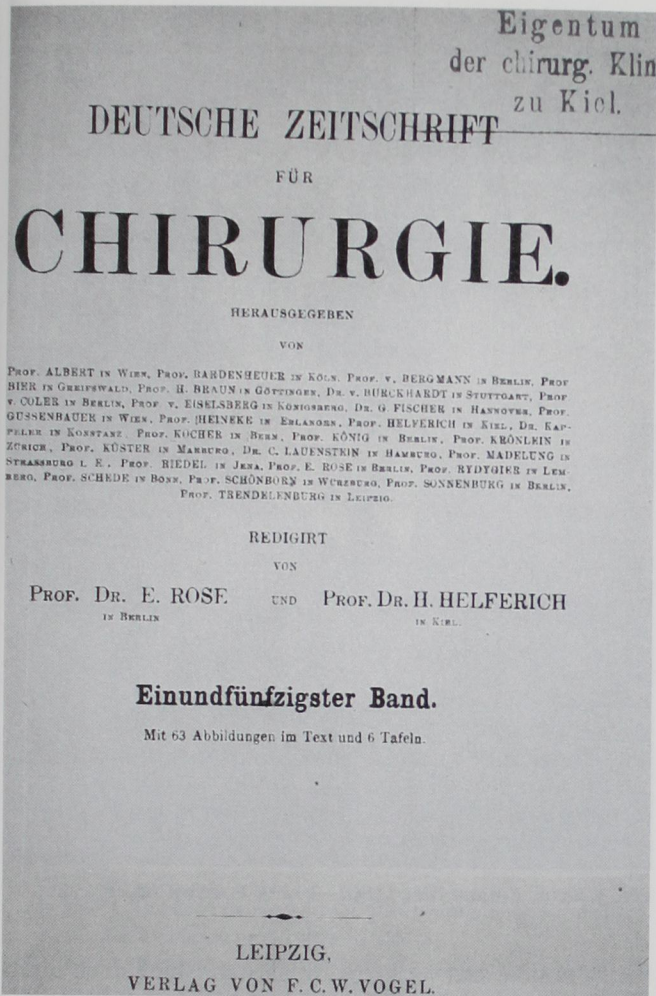 Eigentum
der chirurg. Klin
zu Kiel.
DEUTSCHE ZEITSCHRIFT
FÜR
CHIRURGIE.
HERAUSGEGEBEN
VON
PROF. ALBERT IN WIEN, PROF. BARDENHEUER IN KÖLN, PROF. V. BERGMANN IN BERLIN, PROF
BIER IN GREIFSWALD, PROF. H. BRAUN IN GÖTTINGEN, DR. V. BURCKHARDT IN STUTTGART, PROF
V. COLER IN BERLIN, PROF. V. EISELSBERG IN KÖNIGSBERG, DR. G. FISCHER IN HANNOVER, PROF.
GUSSENBAUER IN WIEN, PROF. HEINEKE IN ERLANGEN, PROF. HELFERICH IN KIEL, DR. KAP-
PELER IN KONSTANZ, PROF. KOCHER IN BERN, PROF. KÖNIG IN BERLIN, PROF. KRÖNLEIN IN
ZÜRICH, PROF. KÜSTER IN MARBURG, DR. C. LAUENSTEIN IN HAMBURG, PROF. MADELUNG IN
STRASSBURG I. E., PROF. RIEDEL IN JENA, PROF. E. ROSE IN BERLIN, PROF. RYDYGIER IN LEM-
BERG, PROF. SCHEDE IN BONN, PROF. SCHÖNBORN IN WÜRZBURG, PROF. SONNENBURG IN BERLIN,
PROF. TRENDELENBURG IN LEIPZIG.
REDIGIRT
VON
PROF. DR. E. ROSE UND PROF. DR. H. HELFERICH
IN BERLIN IN KIEL.
Einundfünfzigster Band.
Mit 63 Abbildungen im Text und 6 Tafeln.
LEIPZIG,
VERLAG VON F. C. W. VOGEL.